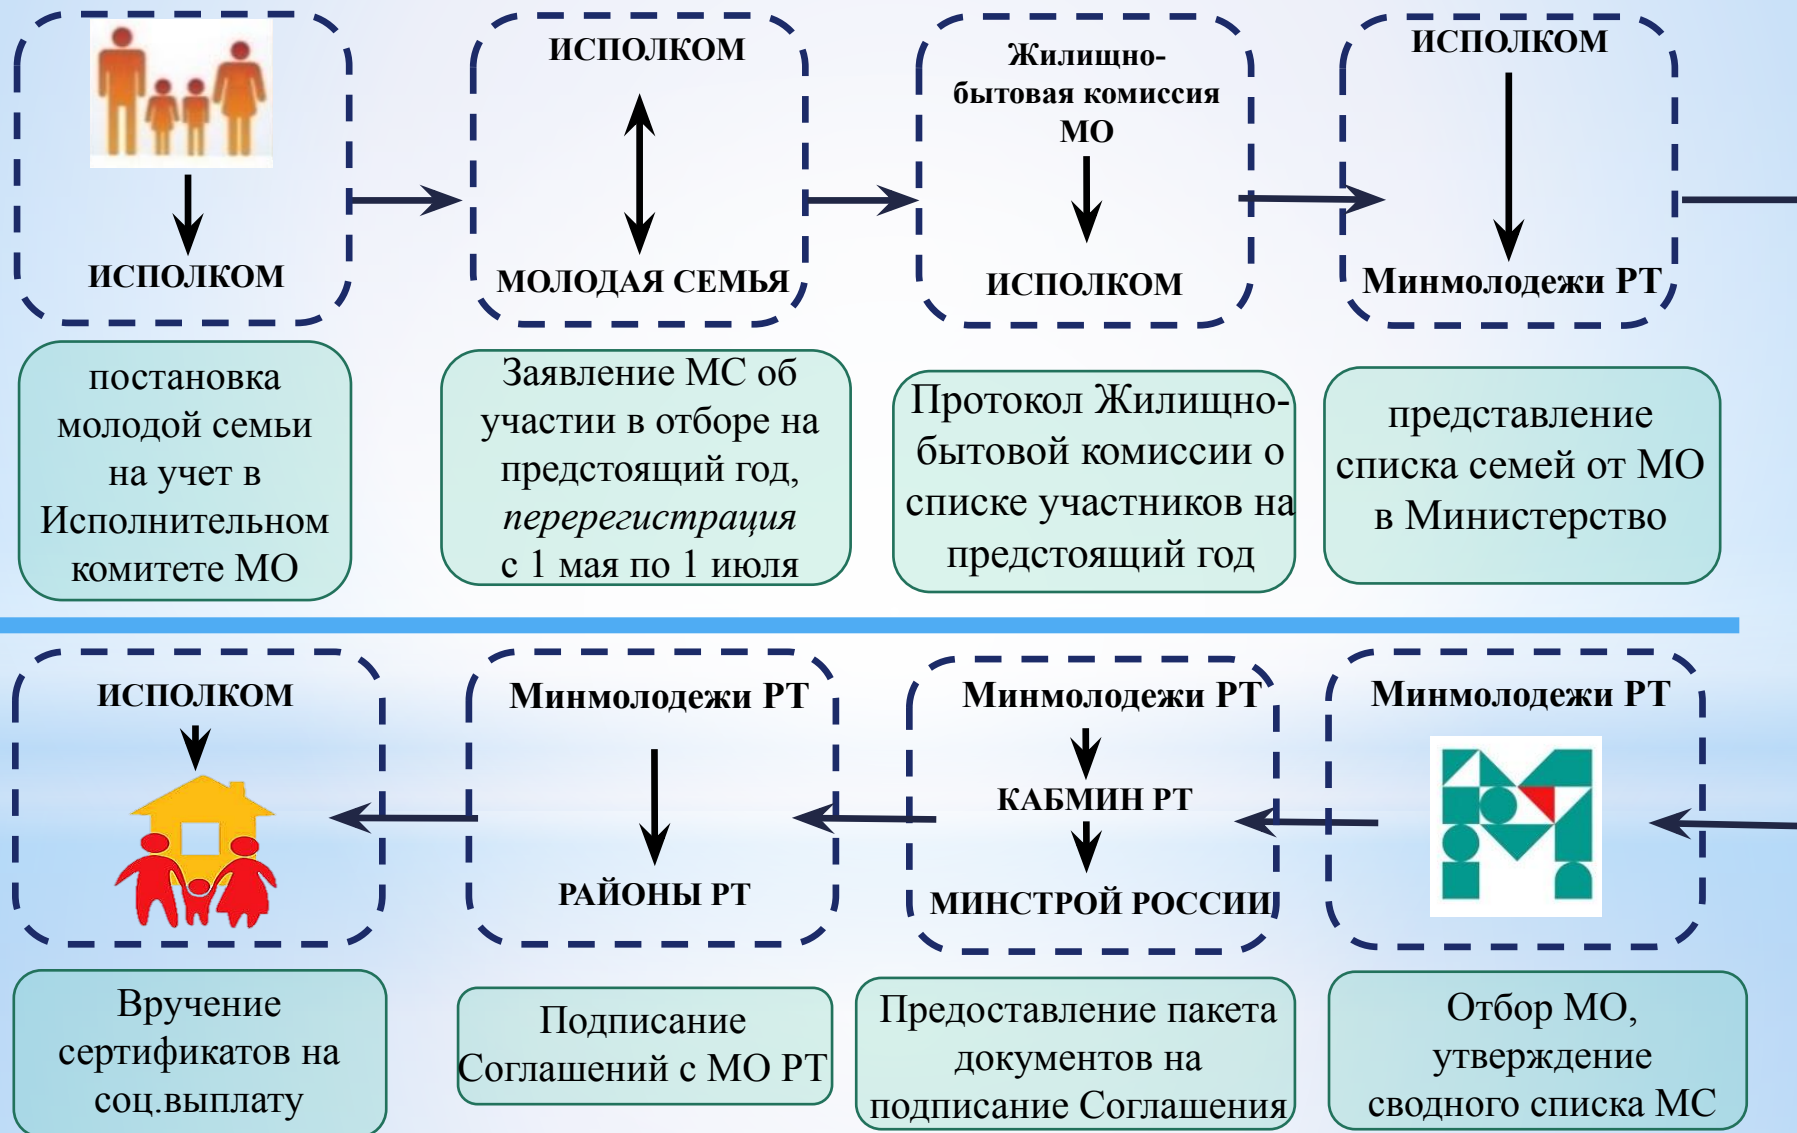 ИСПОЛКОМ
постановка
молодой семьи
на учет в
Исполнительном
комитете МО
ИСПОЛКОМ
МОЛОДАЯ СЕМЬЯ
Заявление МС об
участии в отборе на
предстоящий год,
перерегистрация
с 1 мая по 1 июля
Жилищно-
бытовая комиссия
МО
ИСПОЛКОМ
Протокол Жилищно-
бытовой комиссии о
списке участников на
предстоящий год
ИСПОЛКОМ
Минмолодежи РТ
представление
списка семей от МО
в Министерство
Минмолодежи РТ
Отбор МО,
утверждение
сводного списка МС
Минмолодежи РТ
КАБМИН РТ
МИНСТРОЙ РОССИИ
Предоставление пакета
документов на
подписание Соглашения
Минмолодежи РТ
РАЙОНЫ РТ
Подписание
Соглашений с МО РТ
ИСПОЛКОМ
Вручение
сертификатов на
соц.выплату